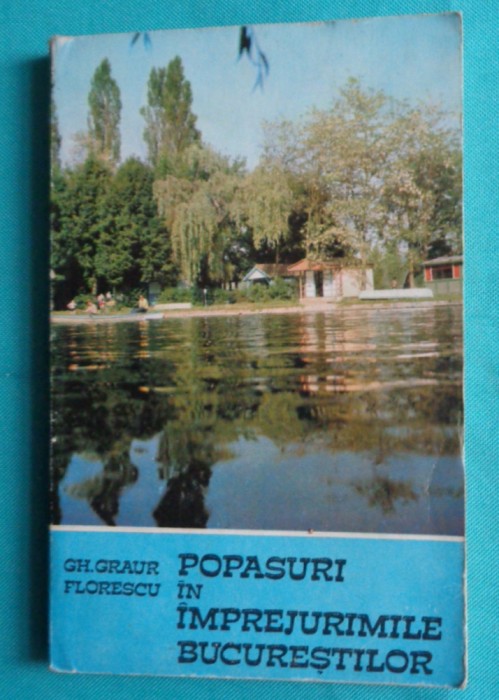 GH. GRAUR
FLORESCU
POPASURI
ÎN
ÎMPREJURIMILE
BUCUREȘTILOR